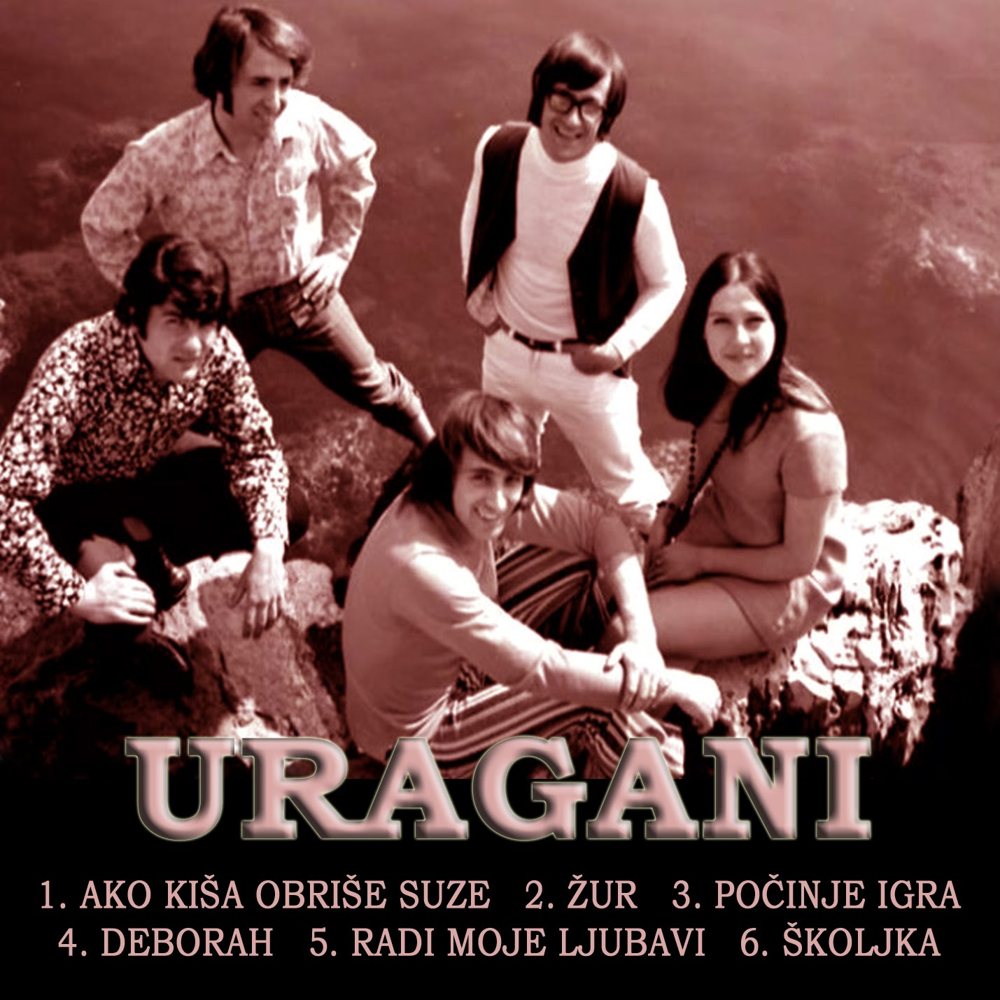 URAGANI
1. AKO KIŠA OBRIŠE SUZE 2. ŽUR 3. POČINJE IGRA
4. DEBORAH 5. RADI MOJE LJUBAVI 6. ŠKOLJKA